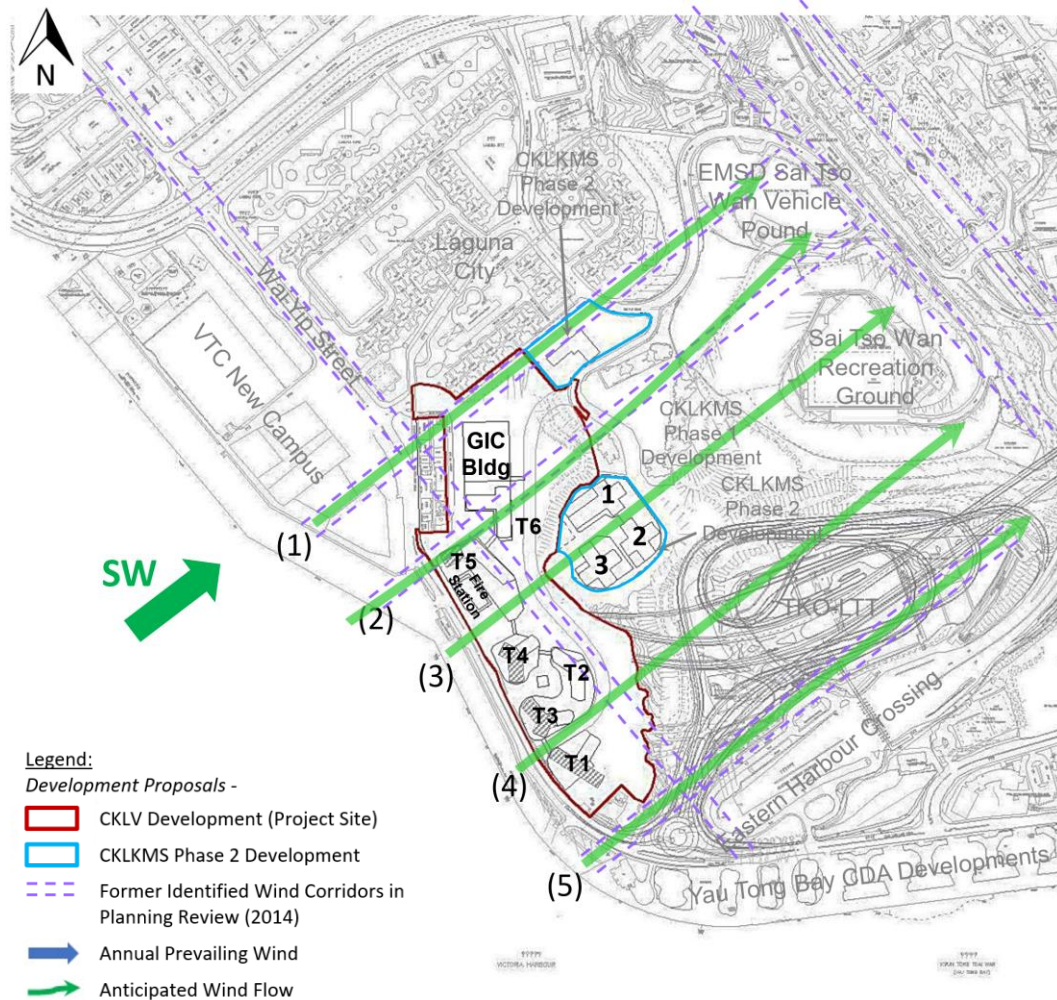 N
CKLKMS
Phase 2
Development
EMSD Sai Tso
Wan Vehicle
Pound
Laguna
City
Wai Yip Street
VTC New Campus
Sai Tso Wan
Recreation
Ground
CKLKMS
Phase 1
Development
CKLKMS
Phase 2
Development
GIC
Bldg
1
2
3
T6
T5
Fire
Station
(1)
SW
(2)
(3)
TKO-LTT
T4
T2
T3
T1
(4)
Eastern Harbour Crossing
(5)
Yau Tong Bay CDA Developments
VICTORIA HARBOUR
Legend:
Development Proposals -
CKLV Development (Project Site)
CKLKMS Phase 2 Development
Former Identified Wind Corridors in
Planning Review (2014)
Annual Prevailing Wind
Anticipated Wind Flow